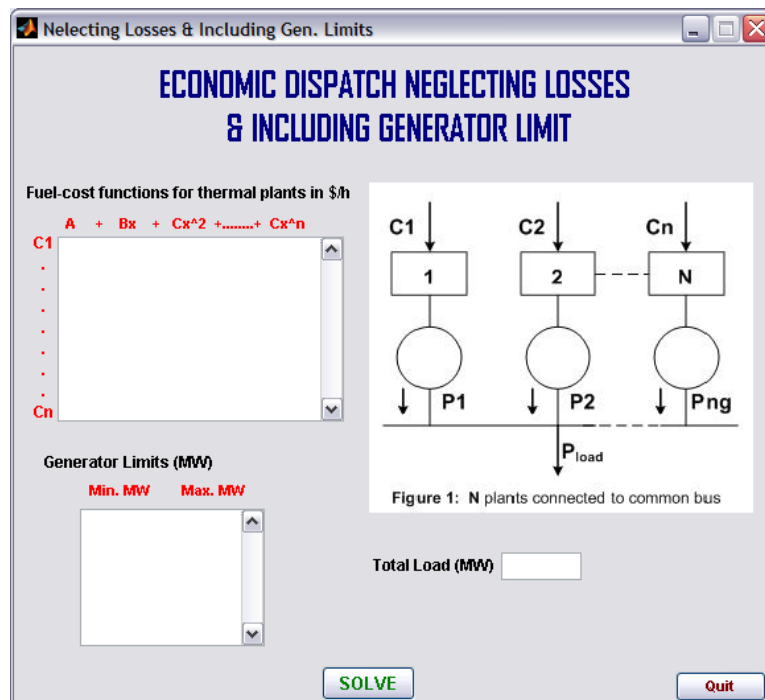 Nelecting Losses & Including Gen. Limits
ECONOMIC DISPATCH NEGLECTING LOSSES
& INCLUDING GENERATOR LIMIT
Fuel-cost functions for thermal plants in $/h
A + Bx + Cx^2 +........+ Cx^n
C1
.
.
.
.
.
.
.
Cn
C1 C2 Cn
1 2 N
P1 P2 Png
Pload
Figure 1: N plants connected to common bus
Generator Limits (MW)
Min. MW Max. MW
Total Load (MW)
SOLVE
Quit